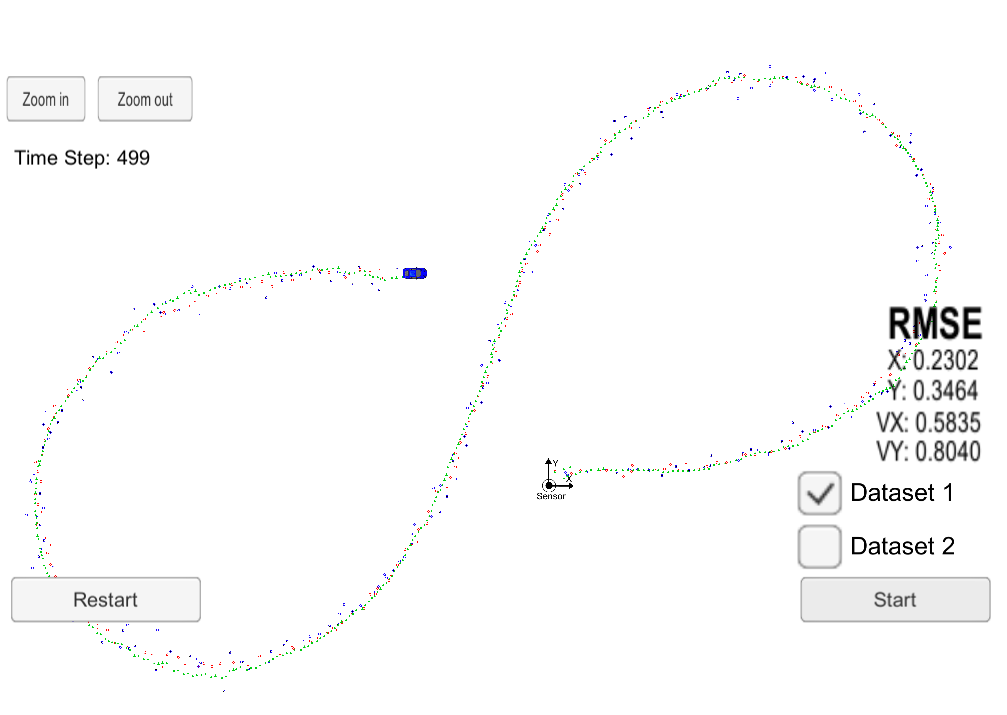 Zoom in
Zoom out
Time Step: 499
RMSE
X: 0.2302
Y: 0.3464
VX: 0.5835
VY: 0.8040
Y
X
Sensor
Dataset 1
Dataset 2
Restart
Start